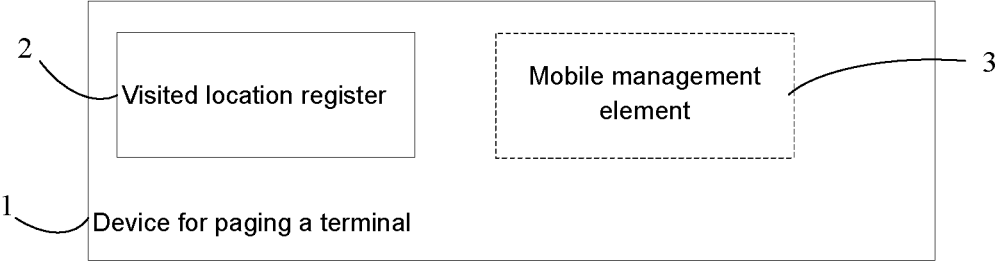 2
Visited location register
Mobile management
element
3
1
Device for paging a terminal